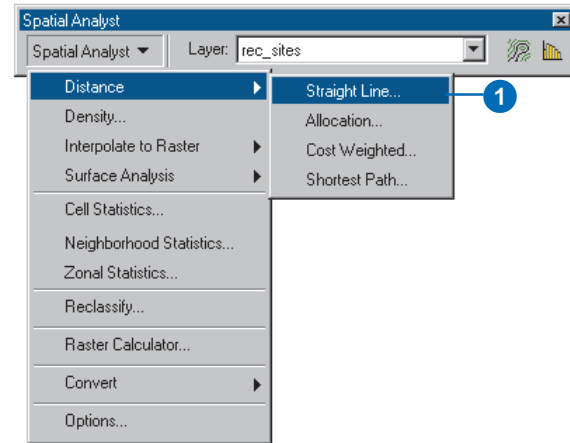 Spatial Analyst
Spatial Analyst Layer: rec_sites
Distance
Straight Line...
1
Density...
Allocation...
Interpolate to Raster
Cost Weighted...
Surface Analysis
Shortest Path...
Cell Statistics...
Neighborhood Statistics...
Zonal Statistics...
Reclassify...
Raster Calculator...
Convert
Options...